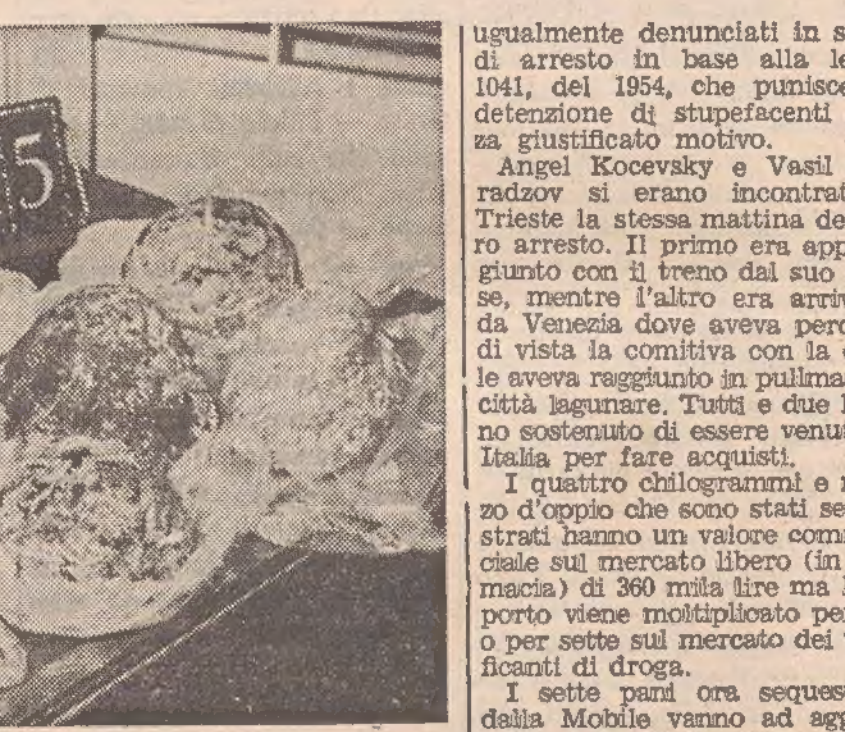 5
ugualmente denunciati in s
di arresto in base alla le
1041, del 1954, che punisce
detenzione di stupefacenti
za giustificato motivo.
Angel Kocevsky e Vasil
radzov si erano incontrat
Trieste la stessa mattina de
ro arresto. Il primo era app
giunto con il treno dal suo
se, mentre l'altro era arriv
da Venezia dove aveva perd
di vista la comitiva con la
le aveva raggiunto in pullma
città lagunare. Tutti e due
no sostenuto di essere venu
Italia per fare acquisti.
I quattro chilogrammi e
zo d'oppio che sono stati se
strati hanno un valore com
ciale sul mercato libero (in
macia) di 360 mila lire ma
porto viene moltiplicato pe
o per sette sul mercato dei
ficanti di droga.
I sette pani ora seques
dalla Mobile vanno ad agg